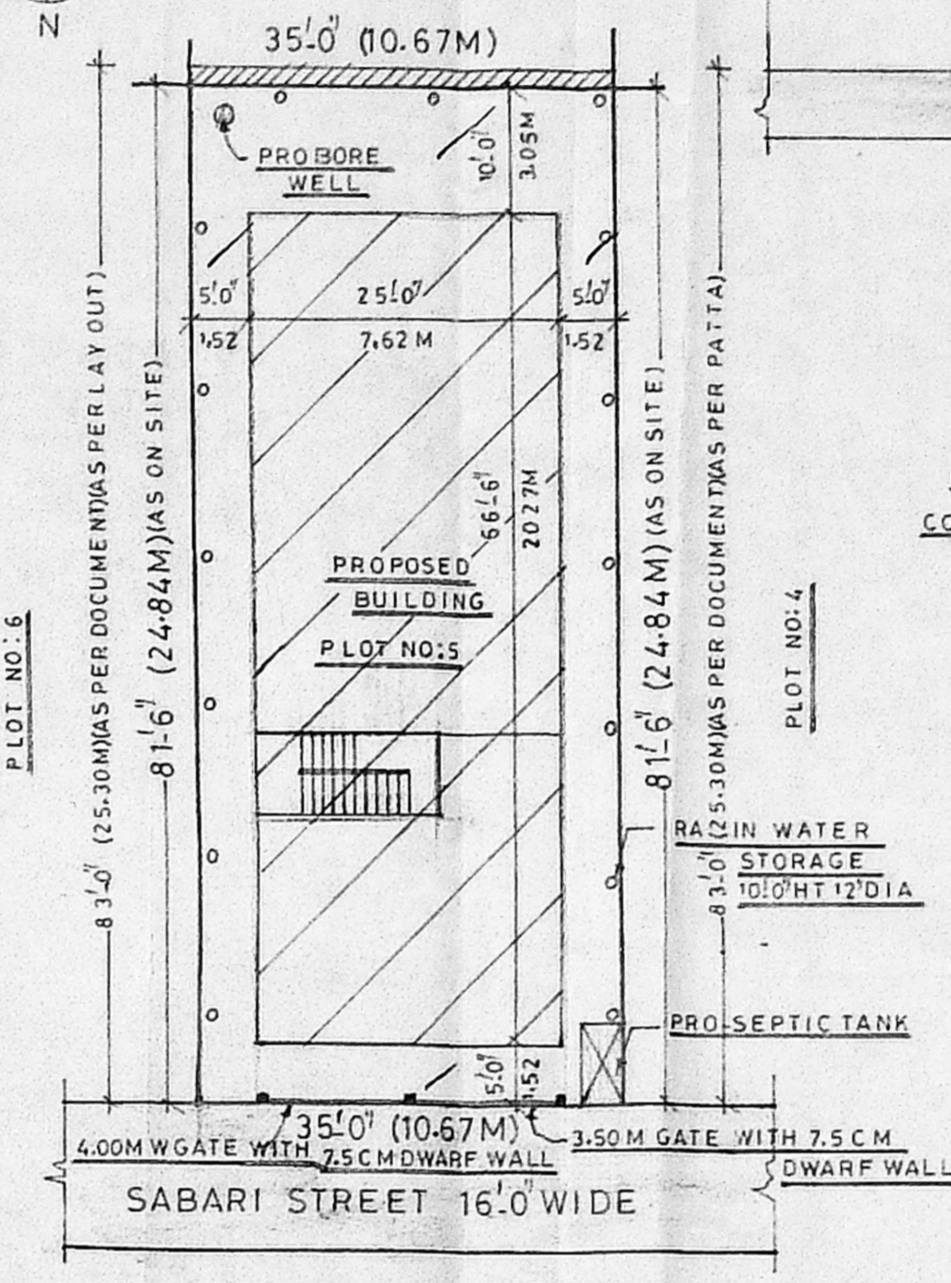 N
35'-0" (10.67M)
PRO BORE
WELL
10'-0"
3.05M
5'-0"
25'-0"
5'-0"
1.52
7.62 M
1.52
83'-0" (25.30M)(AS PER DOCUMENT)(AS PER LAY OUT)
81'-6" (24.84M)(AS ON SITE)
66'-6"
20 27M
PROPOSED
BUILDING
PLOT NO:5
81'-6" (24.84M)(AS ON SITE)
83'-0" (25.30M)(AS PER DOCUMENT)(AS PER PATTA)
PLOT NO:6
PLOT NO:4
CO
RAIN WATER
STORAGE
10'.0"HT 12"DIA
PRO-SEPTIC TANK
5'-0"
1.52
35'-0" (10.67M)
4.00M W GATE WITH
7.5 CM DWARF WALL
3.50 M GATE WITH 7.5 CM
DWARF WALL
SABARI STREET 16'-0" WIDE